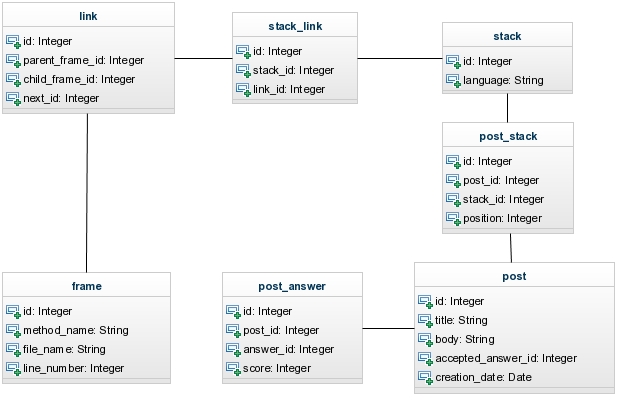 link
id: Integer
parent_frame_id: Integer
child_frame_id: Integer
next_id: Integer
stack_link
id: Integer
stack_id: Integer
link_id: Integer
stack
id: Integer
language: String
post_stack
id: Integer
post_id: Integer
stack_id: Integer
position: Integer
frame
id: Integer
method_name: String
file_name: String
line_number: Integer
post_answer
id: Integer
post_id: Integer
answer_id: Integer
score: Integer
post
id: Integer
title: String
body: String
accepted_answer_id: Integer
creation_date: Date